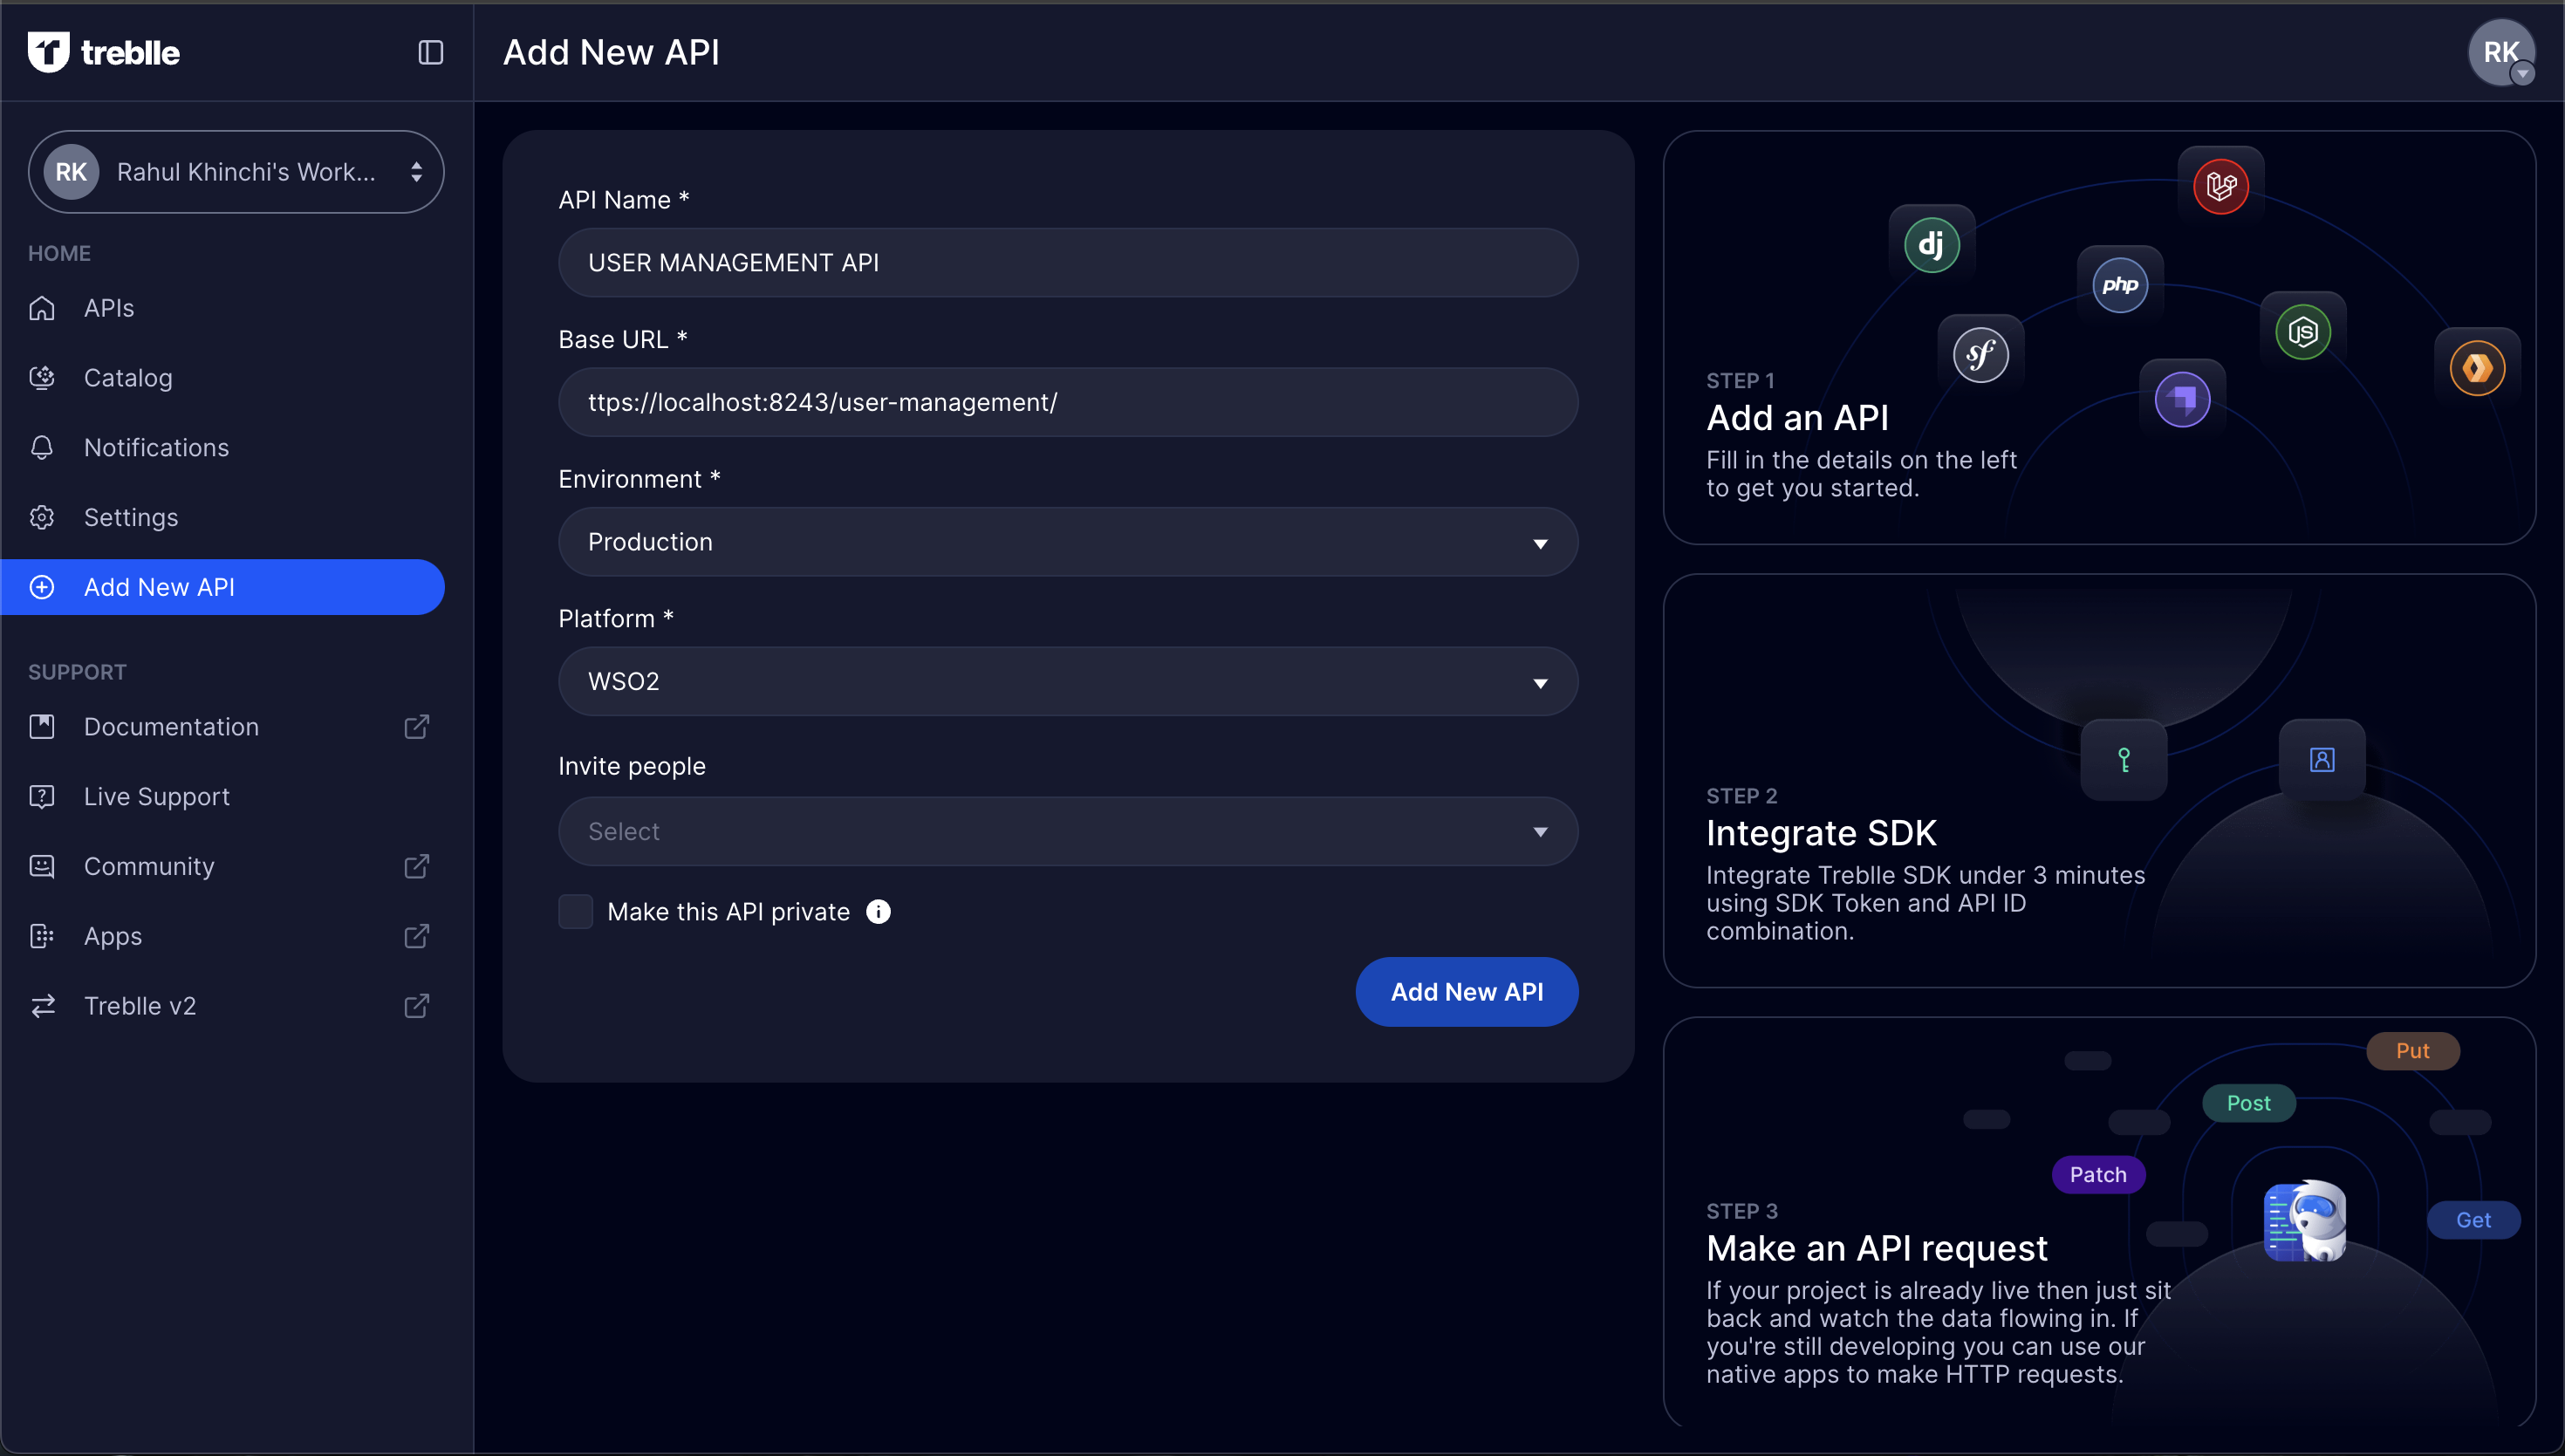 treblle
Add New API
RK
RK
Rahul Khinchi's Work...
HOME
APIs
Catalog
Notifications
Settings
Add New API
SUPPORT
Documentation
Live Support
Community
Apps
Treblle v2
API Name *
USER MANAGEMENT API
Base URL *
ttps://localhost:8243/user-management/
Environment *
Production
Platform *
WSO2
Invite people
Select
Make this API private
Add New API
dj
php
sf
JS
STEP 1
Add an API
Fill in the details on the left
to get you started.
STEP 2
Integrate SDK
Integrate Treblle SDK under 3 minutes
using SDK Token and API ID
combination.
Put
Post
Patch
Get
STEP 3
Make an API request
If your project is already live then just sit
back and watch the data flowing in. If
you're still developing you can use our
native apps to make HTTP requests.